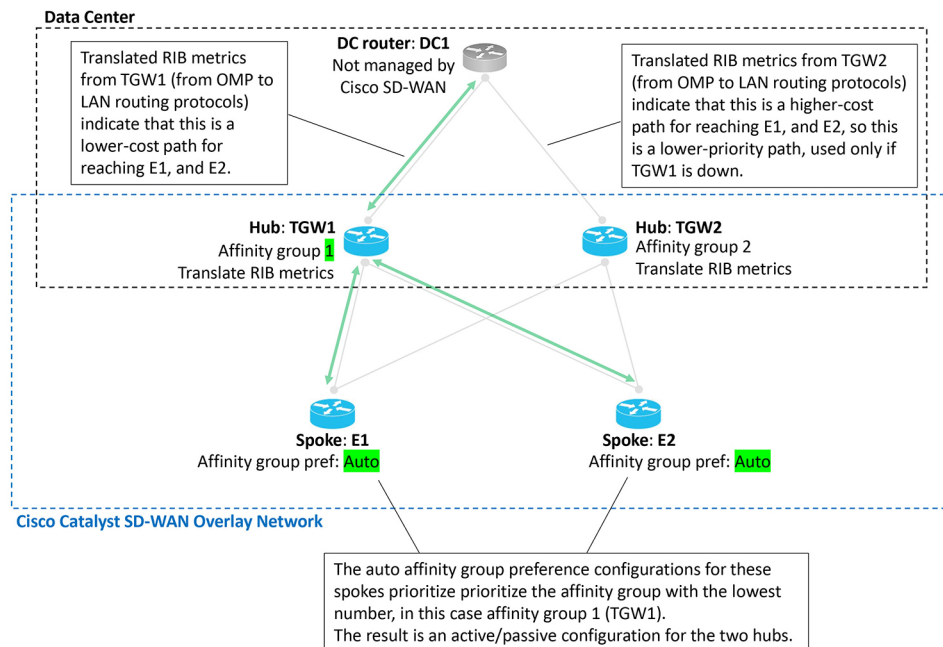 Data Center
Translated RIB metrics
from TGW1 (from OMP to
LAN routing protocols)
indicate that this is a
lower-cost path for
reaching E1, and E2.
DC router: DC1
Not managed by
Cisco SD-WAN
Translated RIB metrics from TGW2
(from OMP to LAN routing protocols)
indicate that this is a higher-cost
path for reaching E1, and E2, so this
is a lower-priority path, used only if
TGW1 is down.
Hub: TGW1
Affinity group 1
Translate RIB metrics
Hub: TGW2
Affinity group 2
Translate RIB metrics
Spoke: E1
Affinity group pref: Auto
Spoke: E2
Affinity group pref: Auto
Cisco Catalyst SD-WAN Overlay Network
The auto affinity group preference configurations for these
spokes prioritize prioritize the affinity group with the lowest
number, in this case affinity group 1 (TGW1).
The result is an active/passive configuration for the two hubs.